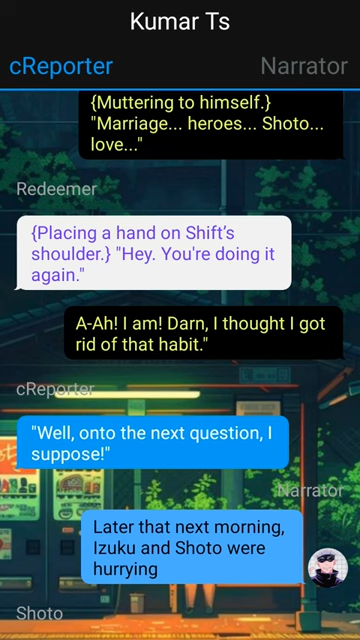 Kumar Ts
cReporter
Narrator
{Muttering to himself.}
"Marriage... heroes... Shoto...
love..."
Redeemer
{Placing a hand on Shift's
shoulder.} "Hey. You're doing it
again."
A-Ah! I am! Darn, I thought I got
rid of that habit."
cReporter
"Well, onto the next question, I
suppose!"
Narrator
Later that next morning,
Izuku and Shoto were
hurrying
Shoto